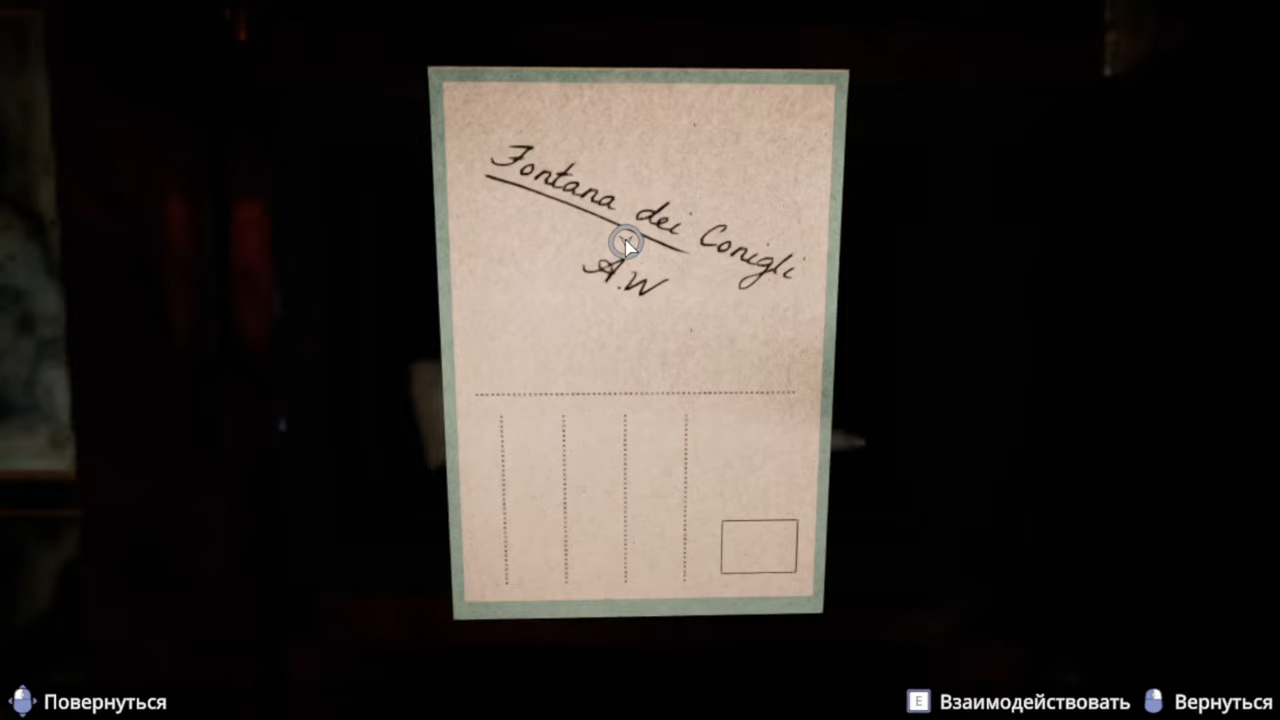 Fontana dei Conigli
A.W
Повернуться
E Взаимодействовать
Вернуться